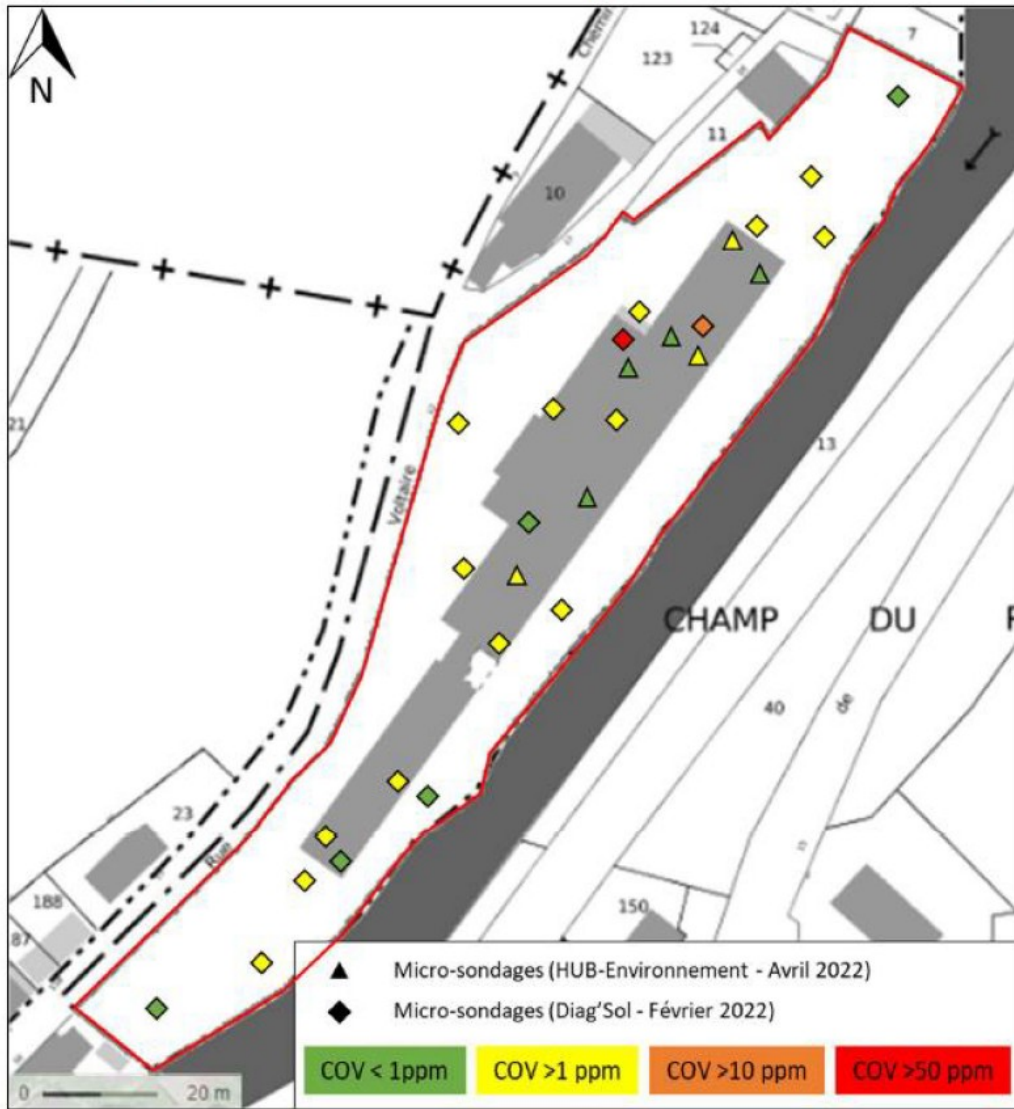 N
Chemin
124
7
123
11
10
21
Voltaire
13
CHAMP DU
40
de
23
Rue
188
87
150
Micro-sondages (HUB-Environnement - Avril 2022)
Micro-sondages (Diag'Sol - Février 2022)
COV < 1ppm
COV >1 ppm
COV >10 ppm
COV >50 ppm
0 20 m